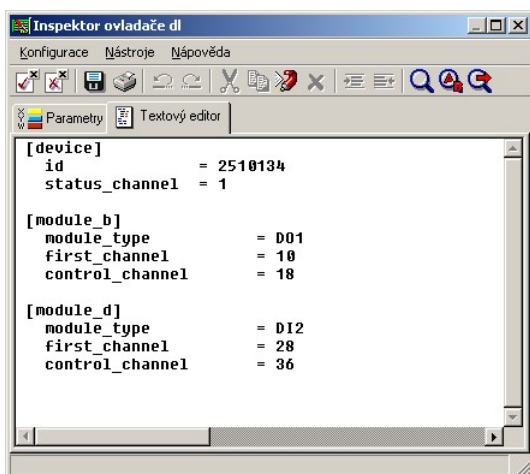 Inspektor ovladače dl
Konfigurace Nástroje Nápověda
Parametry Textový editor
[device]
id = 2510134
status_channel = 1
[module_b]
module_type = DO1
first_channel = 10
control_channel = 18
[module_d]
module_type = DI2
first_channel = 28
control_channel = 36